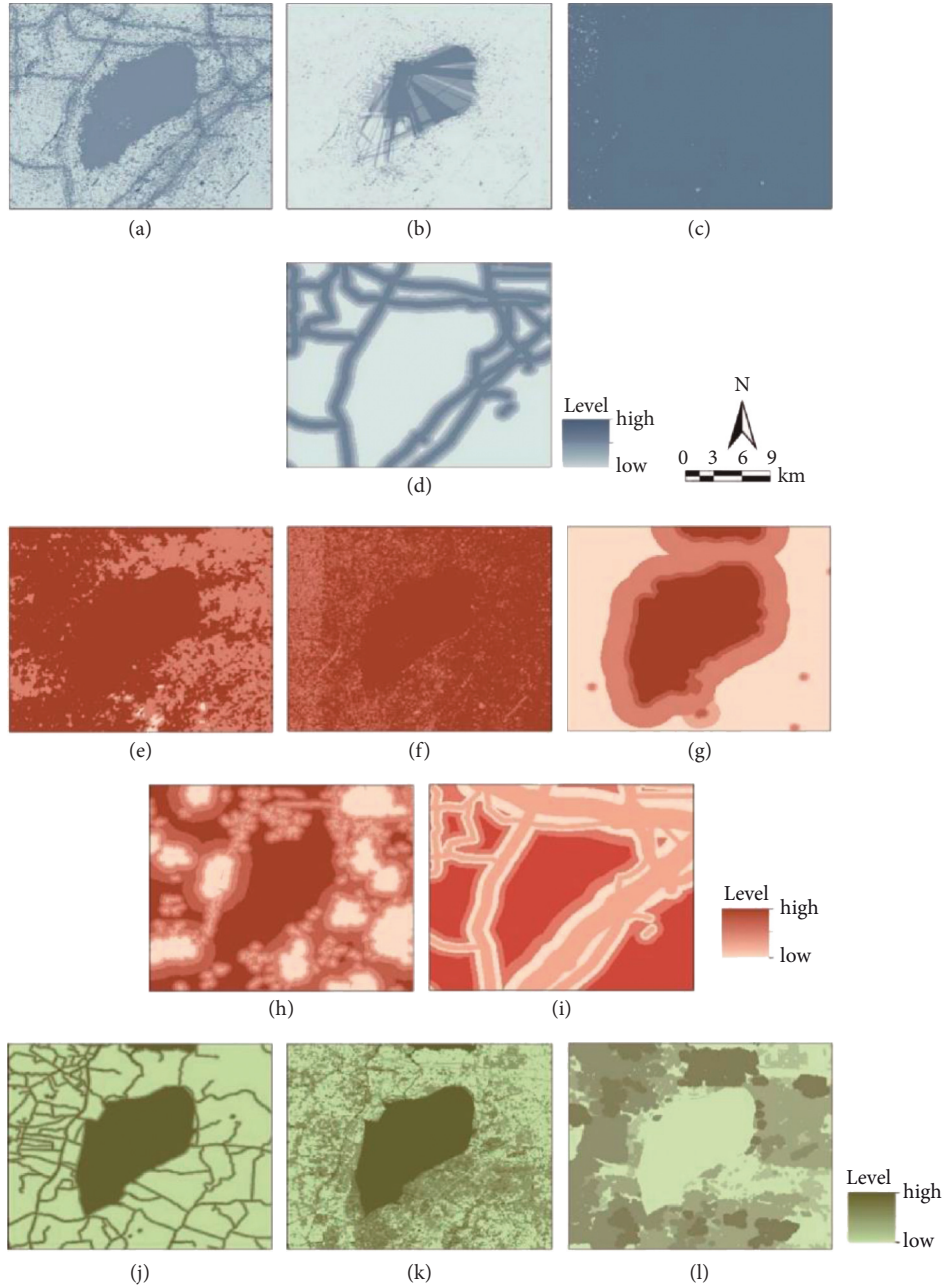 (a) (b) (c)
N
Level
high
low
0 3 6 9
km
(d)
(e) (f) (g)
Level
high
low
(h) (i)
Level
high
low
(j) (k) (l)